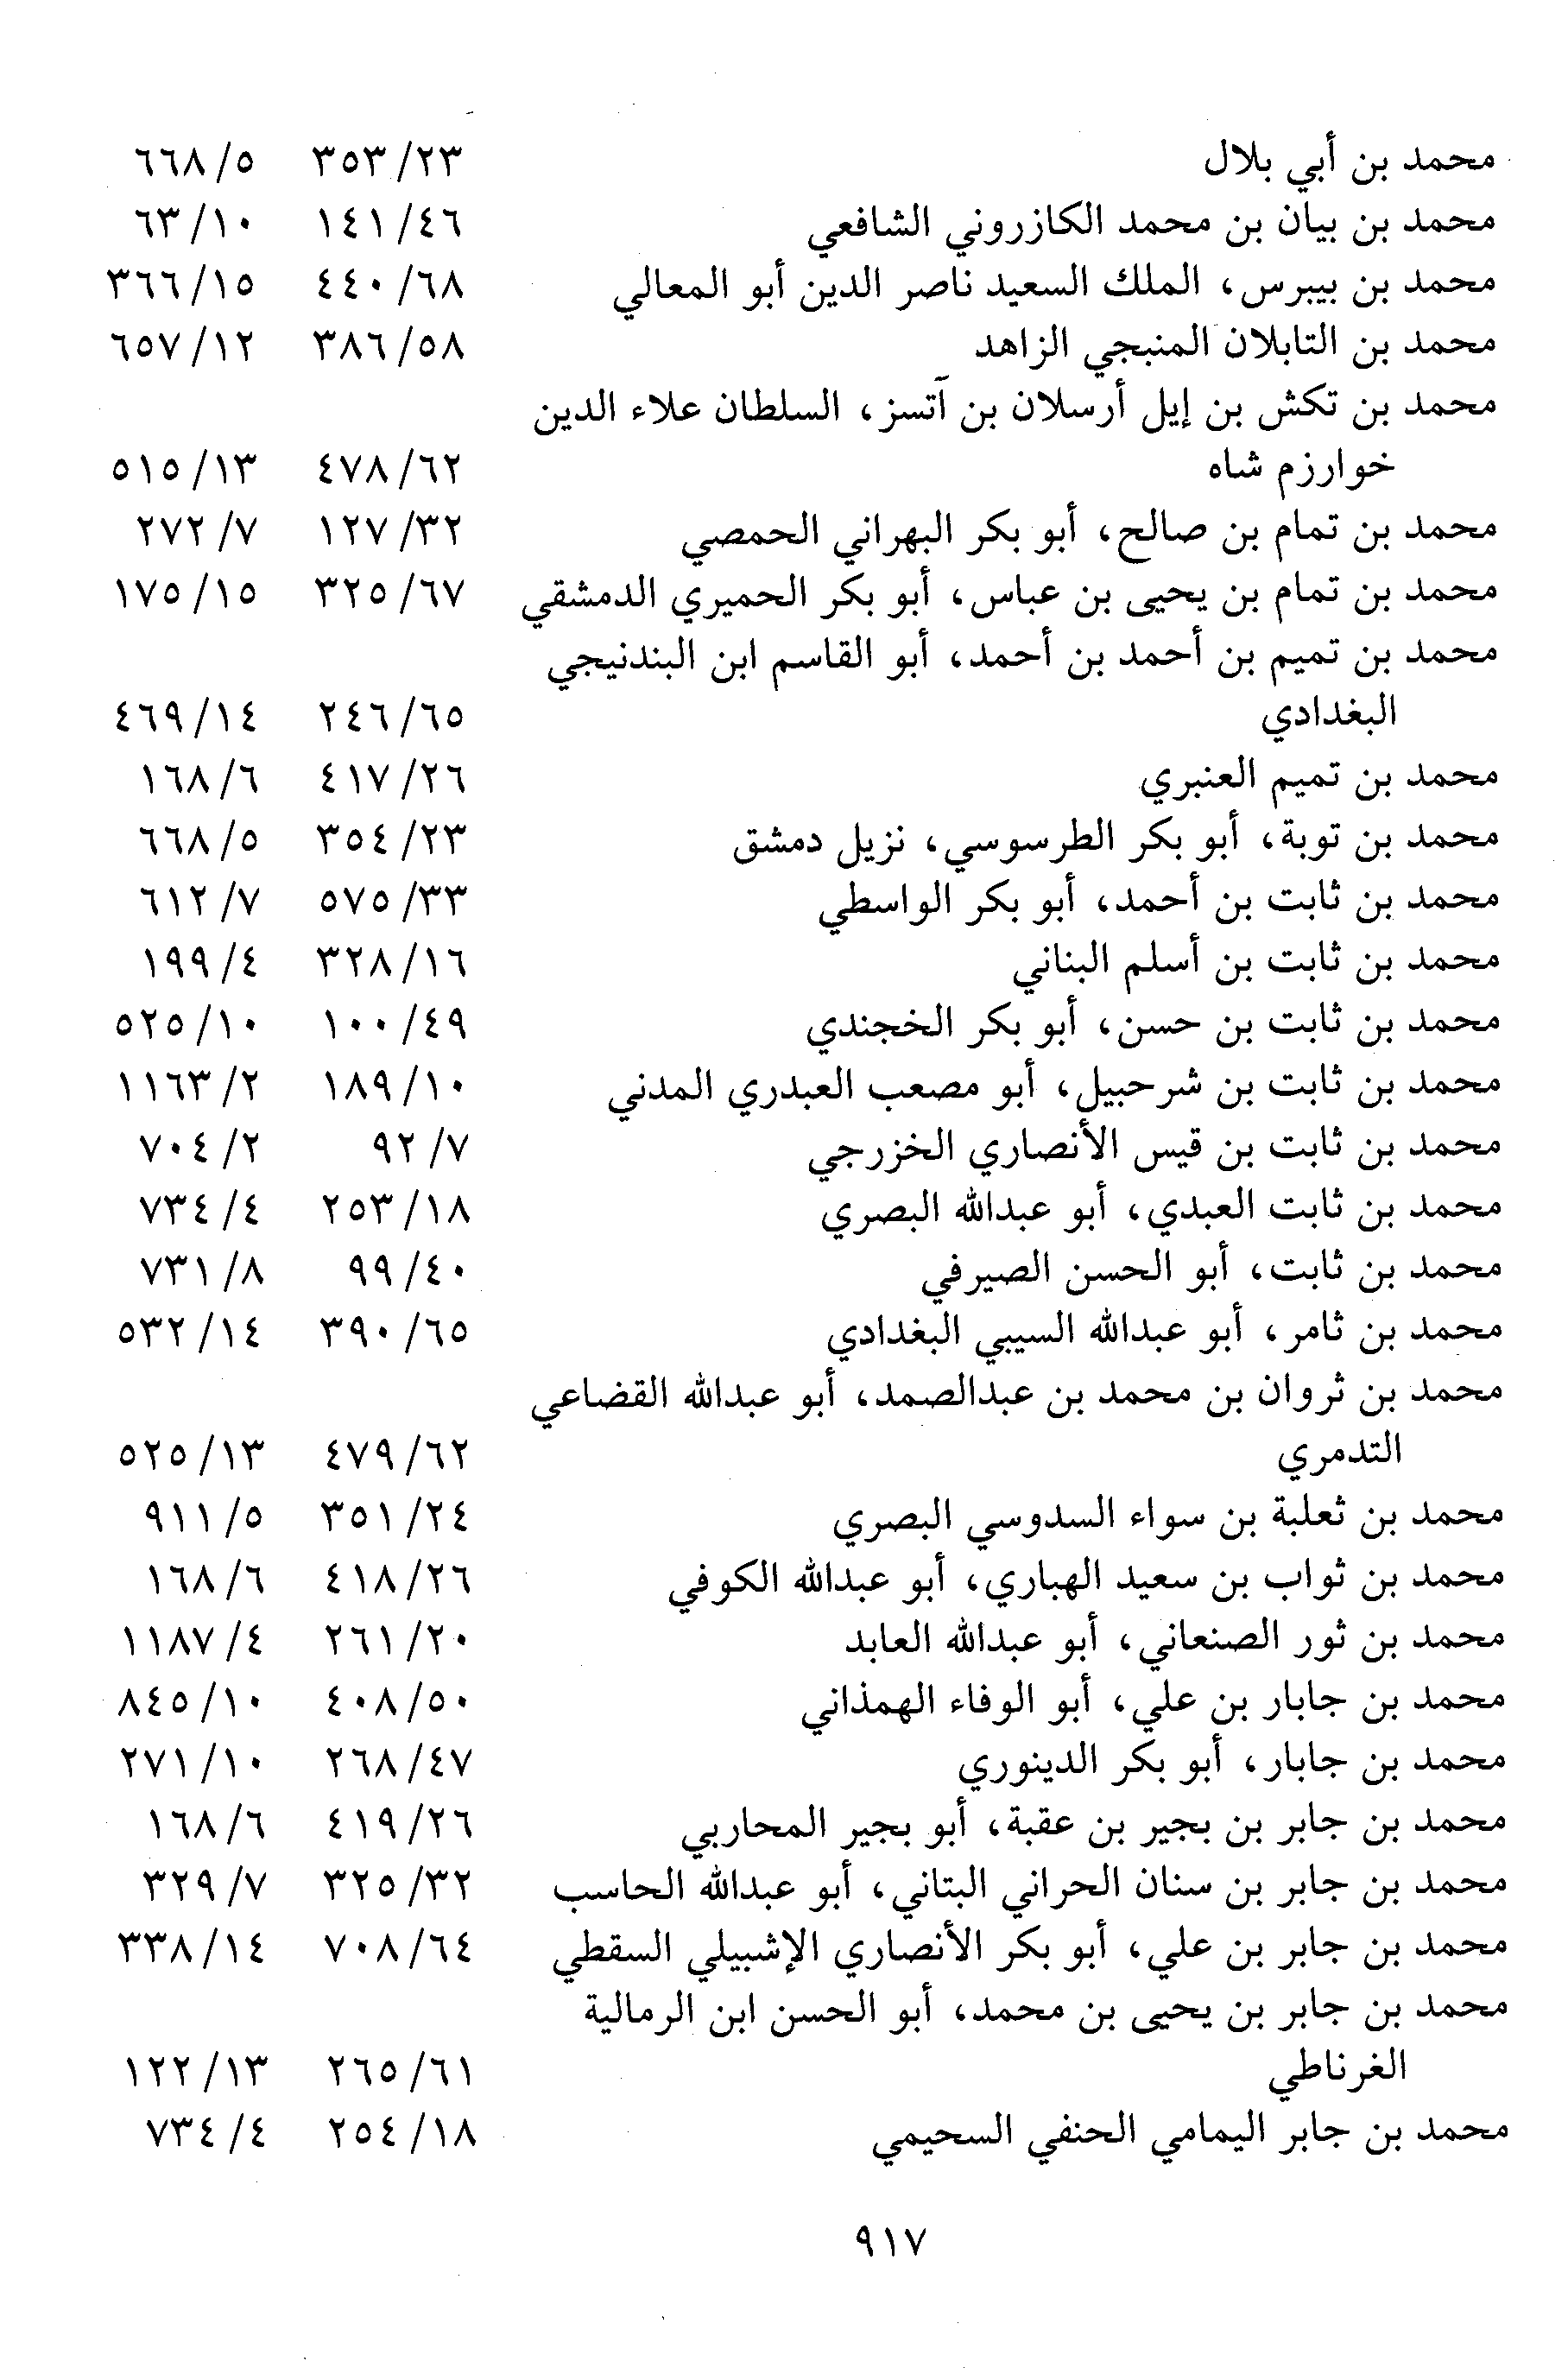 محمد بن أبي بلال ٢٣/ ٣٥٣ ٥/ ٦٦٨
محمد بن بيان بن محمد الكازروني الشافعي ٤٦/ ١٤١ ١٠/ ٦٣
محمد بن بيبرس، الملك السعيد ناصر الدين أبو المعالي ٦٨/ ٤٤٠ ١٥/ ٣٦٦
محمد بن التابلان المنبجي الزاهد ٥٨/ ٣٨٦ ١٢/ ٦٥٧
محمد بن تكش بن إيل أرسلان بن آتسز، السلطان علاء الدين
خوارزم شاه ٦٢/ ٤٧٨ ١٣/ ٥١٥
محمد بن تمام بن صالح، أبو بكر البهراني الحمصي ٣٢/ ١٢٧ ٧/ ٢٧٢
محمد بن تمام بن يحيى بن عباس، أبو بكر الحميري الدمشقي ٦٧/ ٣٢٥ ١٥/ ١٧٥
محمد بن تميم بن أحمد بن أحمد، أبو القاسم ابن البندنيجي
البغدادي ٦٥/ ٢٤٦ ١٤/ ٤٦٩
محمد بن تميم العنبري ٢٦/ ٤١٧ ٦/ ١٦٨
محمد بن توبة، أبو بكر الطرسوسي، نزيل دمشق ٢٣/ ٣٥٤ ٥/ ٦٦٨
محمد بن ثابت بن أحمد، أبو بكر الواسطي ٣٣/ ٥٧٥ ٧/ ٦١٢
محمد بن ثابت بن أسلم البناني ١٦/ ٣٢٨ ٤/ ١٩٩
محمد بن ثابت بن حسن، أبو بكر الخجندي ٤٩/ ١٠٠ ١٠/ ٥٢٥
محمد بن ثابت بن شرحبيل، أبو مصعب العبدري المدني ١٠/ ١٨٩ ٢/ ١١٦٣
محمد بن ثابت بن قيس الأنصاري الخزرجي ٧/ ٩٢ ٢/ ٧٠٤
محمد بن ثابت العبدي، أبو عبدالله البصري ١٨/ ٢٥٣ ٤/ ٧٣٤
محمد بن ثابت، أبو الحسن الصيرفي ٤٠/ ٩٩ ٨/ ٧٣١
محمد بن ثامر، أبو عبدالله السيبي البغدادي ٦٥/ ٣٩٠ ١٤/ ٥٣٢
محمد بن ثروان بن محمد بن عبدالصمد، أبو عبدالله القضاعي
التدمري ٦٢/ ٤٧٩ ١٣/ ٥٢٥
محمد بن ثعلبة بن سواء السدوسي البصري ٢٤/ ٣٥١ ٥/ ٩١١
محمد بن ثواب بن سعيد الهباري، أبو عبدالله الكوفي ٢٦/ ٤١٨ ٦/ ١٦٨
محمد بن ثور الصنعاني، أبو عبدالله العابد ٢٠/ ٢٦١ ٤/ ١١٨٧
محمد بن جابار بن علي، أبو الوفاء الهمذاني ٥٠/ ٤٠٨ ١٠/ ٨٤٥
محمد بن جابار، أبو بكر الدينوري ٤٧/ ٢٦٨ ١٠/ ٢٧١
محمد بن جابر بن بجير بن عقبة، أبو بجير المحاربي ٢٦/ ٤١٩ ٦/ ١٦٨
محمد بن جابر بن سنان الحراني البتاني، أبو عبدالله الحاسب ٣٢/ ٣٢٥ ٧/ ٣٢٩
محمد بن جابر بن علي، أبو بكر الأنصاري الإشبيلي السقطي ٦٤/ ٧٠٨ ١٤/ ٣٣٨
محمد بن جابر بن يحيى بن محمد، أبو الحسن ابن الرمالية
الغرناطي ٦١/ ٢٦٥ ١٣/ ١٢٢
محمد بن جابر اليمامي الحنفي السحيمي ١٨/ ٢٥٤ ٤/ ٧٣٤
٩١٧